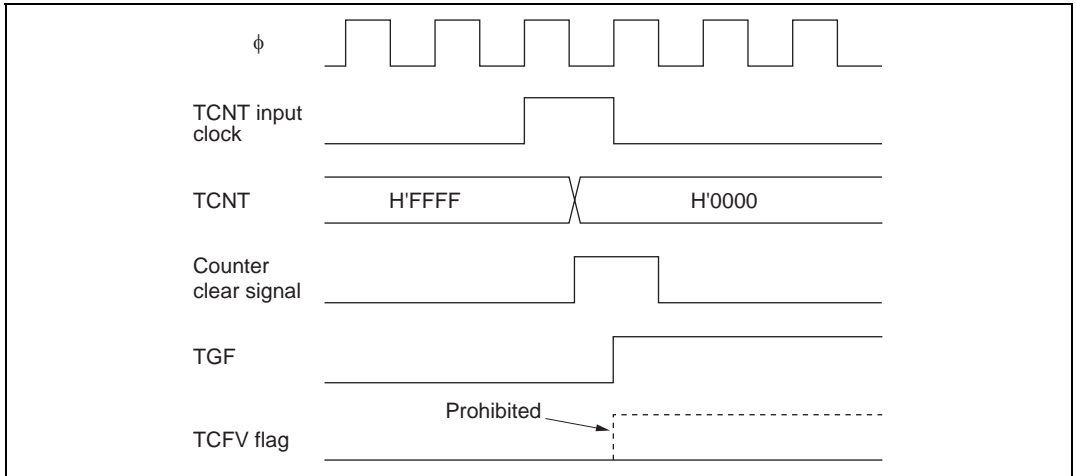 ϕ
TCNT input
clock
TCNT
H'FFFF
H'0000
Counter
clear signal
TGF
Prohibited
TCFV flag